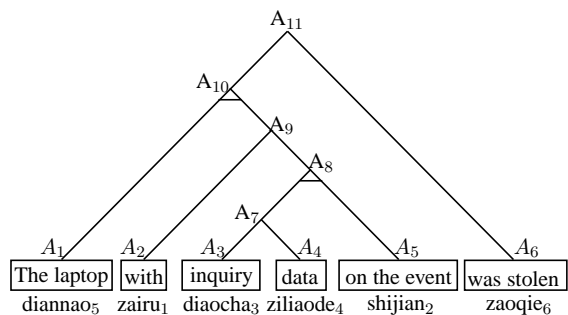 A₁₁
A₁₀
A₉
A₈
A₇
A₁ A₂ A₃ A₄ A₅ A₆
The laptop with inquiry data on the event was stolen
diannao₅ zairu₁ diaocha₃ ziliaode₄ shijian₂ zaoqie₆